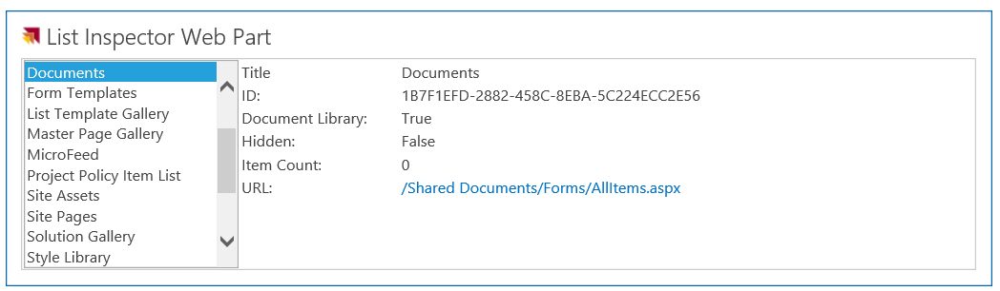 List Inspector Web Part
Documents
Form Templates
List Template Gallery
Master Page Gallery
MicroFeed
Project Policy Item List
Site Assets
Site Pages
Solution Gallery
Style Library
Title Documents
ID: 1B7F1EFD-2882-458C-8EBA-5C224ECC2E56
Document Library: True
Hidden: False
Item Count: 0
URL: /Shared Documents/Forms/AllItems.aspx